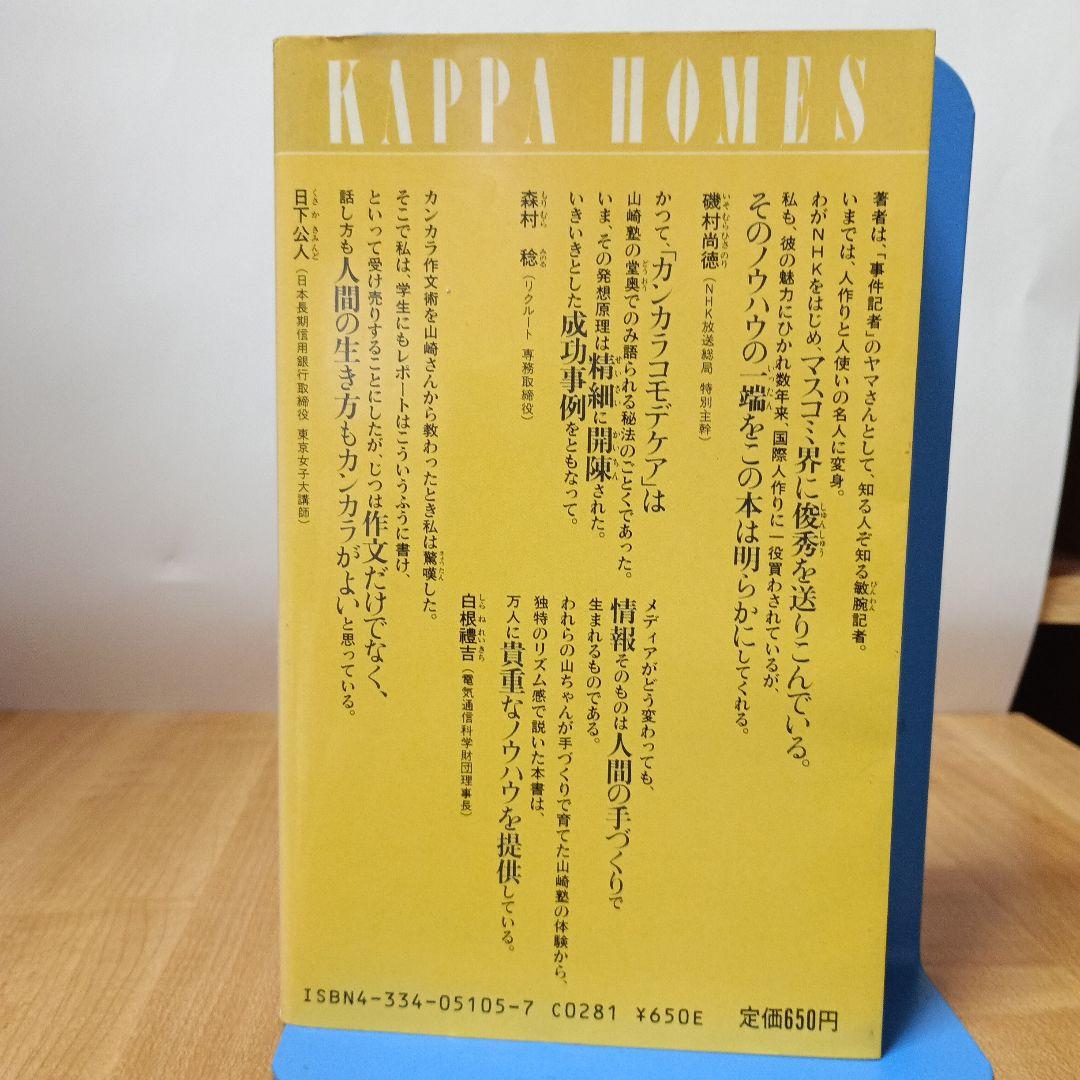 KAPPA HOMES
著者は、「事件記者」のヤマさんとして、知る人ぞ知る敏腕記者。
いまでは、人作りと人使いの名人に変身。
わがNHKをはじめ、マスコミ界に俊秀を送りこんでいる。
私も、彼の魅力にひかれ数年来、国際人作りに一役買わされているが、
そのノウハウの一端をこの本は明らかにしてくれる。
磯村尚徳（NHK放送総局 特別主幹）
かつて、「カンカラコモデケア」は
山崎塾の堂奥でのみ語られる秘法のごとくであった。
いま、その発想原理は精細に開陳された。
いきいきとした成功事例をともなって。
森村 稔（リクルート 専務取締役）
メディアがどう変わっても、
情報そのものは人間の手づくりで
生まれるものである。
われらの山ちゃんが手づくりで育てた山崎塾の体験から、
独特のリズム感で説いた本書は、
万人に貴重なノウハウを提供している。
白根禮吉（電気通信科学財団理事長）
カンカラ作文術を山崎さんから教わったとき私は驚嘆した。
そこで私は、学生にもレポートはこういうふうに書け、
といって受け売りすることにしたが、じつは作文だけでなく、
話し方も人間の生き方もカンカラがよいと思っている。
日下公人（日本長期信用銀行取締役 東京女子大講師）
ISBN4-334-05105-7 C0281 ¥650E 定価650円